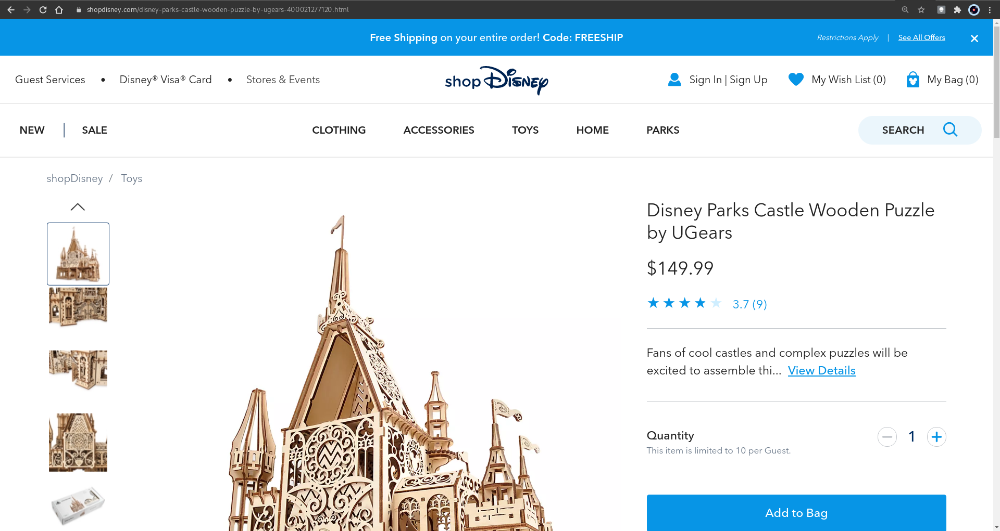 shopdisney.com/disney-parks-castle-wooden-puzzle-by-ugears-400021277120.html
Free Shipping on your entire order! Code: FREESHIP
Restrictions Apply | See All Offers
Guest Services • Disney® Visa® Card • Stores & Events
shop Disney
Sign In | Sign Up
My Wish List (0)
My Bag (0)
NEW | SALE
CLOTHING
ACCESSORIES
TOYS
HOME
PARKS
SEARCH
shopDisney / Toys
Disney Parks Castle Wooden Puzzle
by UGears
$149.99
3.7 (9)
Fans of cool castles and complex puzzles will be
excited to assemble thi... View Details
Quantity
1
This item is limited to 10 per Guest.
Add to Bag